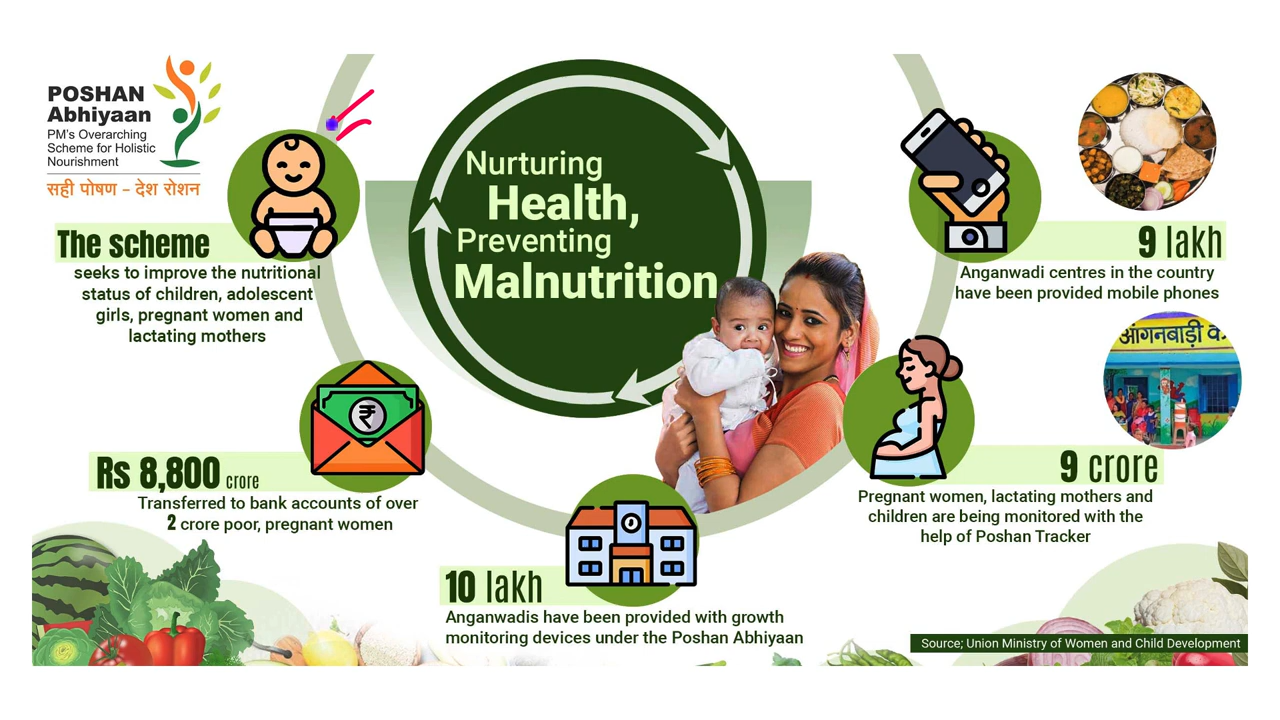 POSHAN
Abhiyaan
PM's Overarching
Scheme for Holistic
Nourishment
सही पोषण – देश रोशन
Nurturing
Health,
Preventing
Malnutrition
The scheme
seeks to improve the nutritional
status of children, adolescent
girls, pregnant women and
lactating mothers
Rs 8,800 crore
Transferred to bank accounts of over
2 crore poor, pregnant women
10 lakh
Anganwadis have been provided with growth
monitoring devices under the Poshan Abhiyaan
9 lakh
Anganwadi centres in the country
have been provided mobile phones
आंगनबाड़ी के
9 crore
Pregnant women, lactating mothers and
children are being monitored with the
help of Poshan Tracker
Source; Union Ministry of Women and Child Development
₹